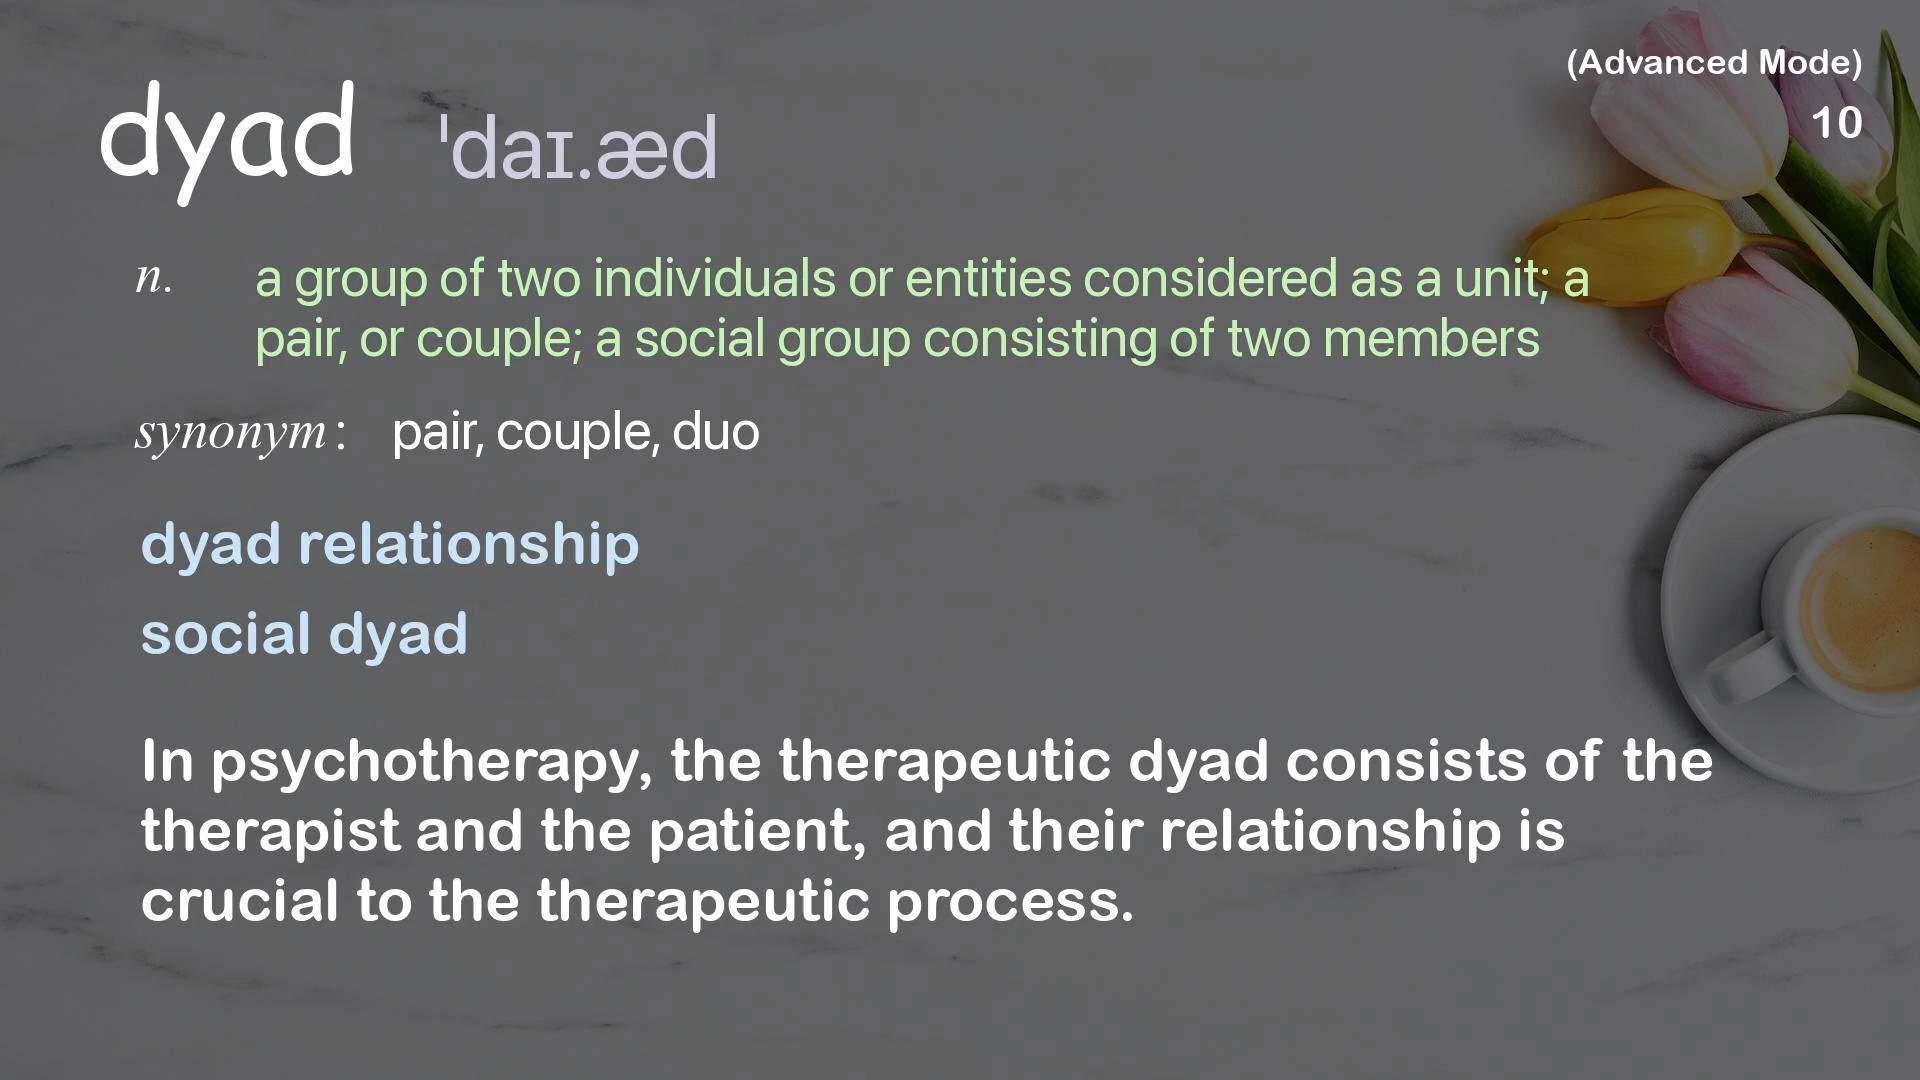 (Advanced Mode)
10
dyad ˈdaɪ.æd
n. a group of two individuals or entities considered as a unit; a
pair, or couple; a social group consisting of two members
synonym: pair, couple, duo
dyad relationship
social dyad
In psychotherapy, the therapeutic dyad consists of the
therapist and the patient, and their relationship is
crucial to the therapeutic process.